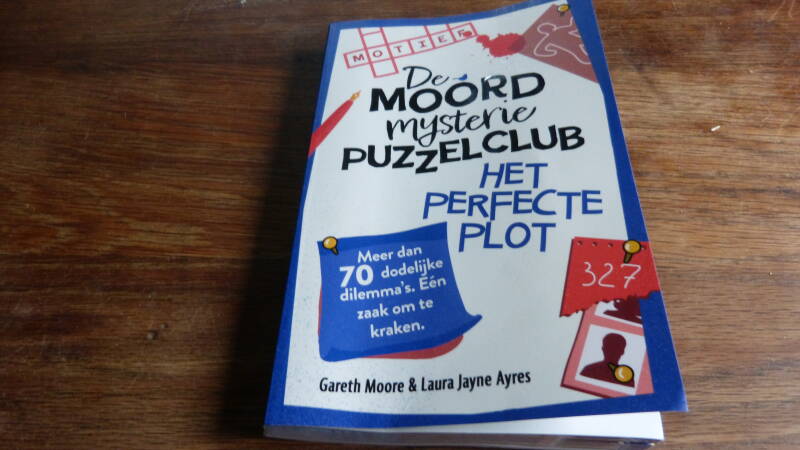 MOTIEF
De
MOORD
mysterie
PUZZELCLUB
HET
PERFECTE
PLOT
Meer dan
70 dodelijke
dilemma's. Één
zaak om te
kraken.
327
Gareth Moore & Laura Jayne Ayres